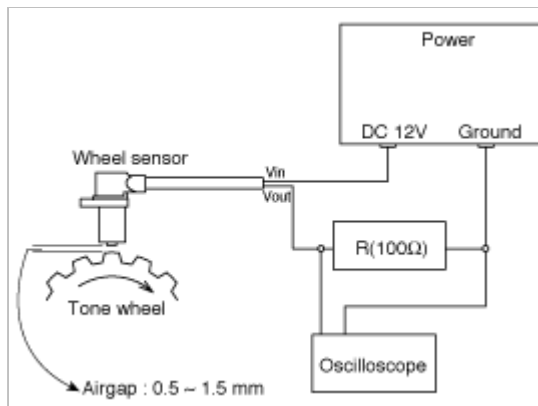 Power
DC 12V Ground
Wheel sensor
Vin
Vout
R(100Ω)
Tone wheel
Oscilloscope
Airgap : 0.5 ~ 1.5 mm